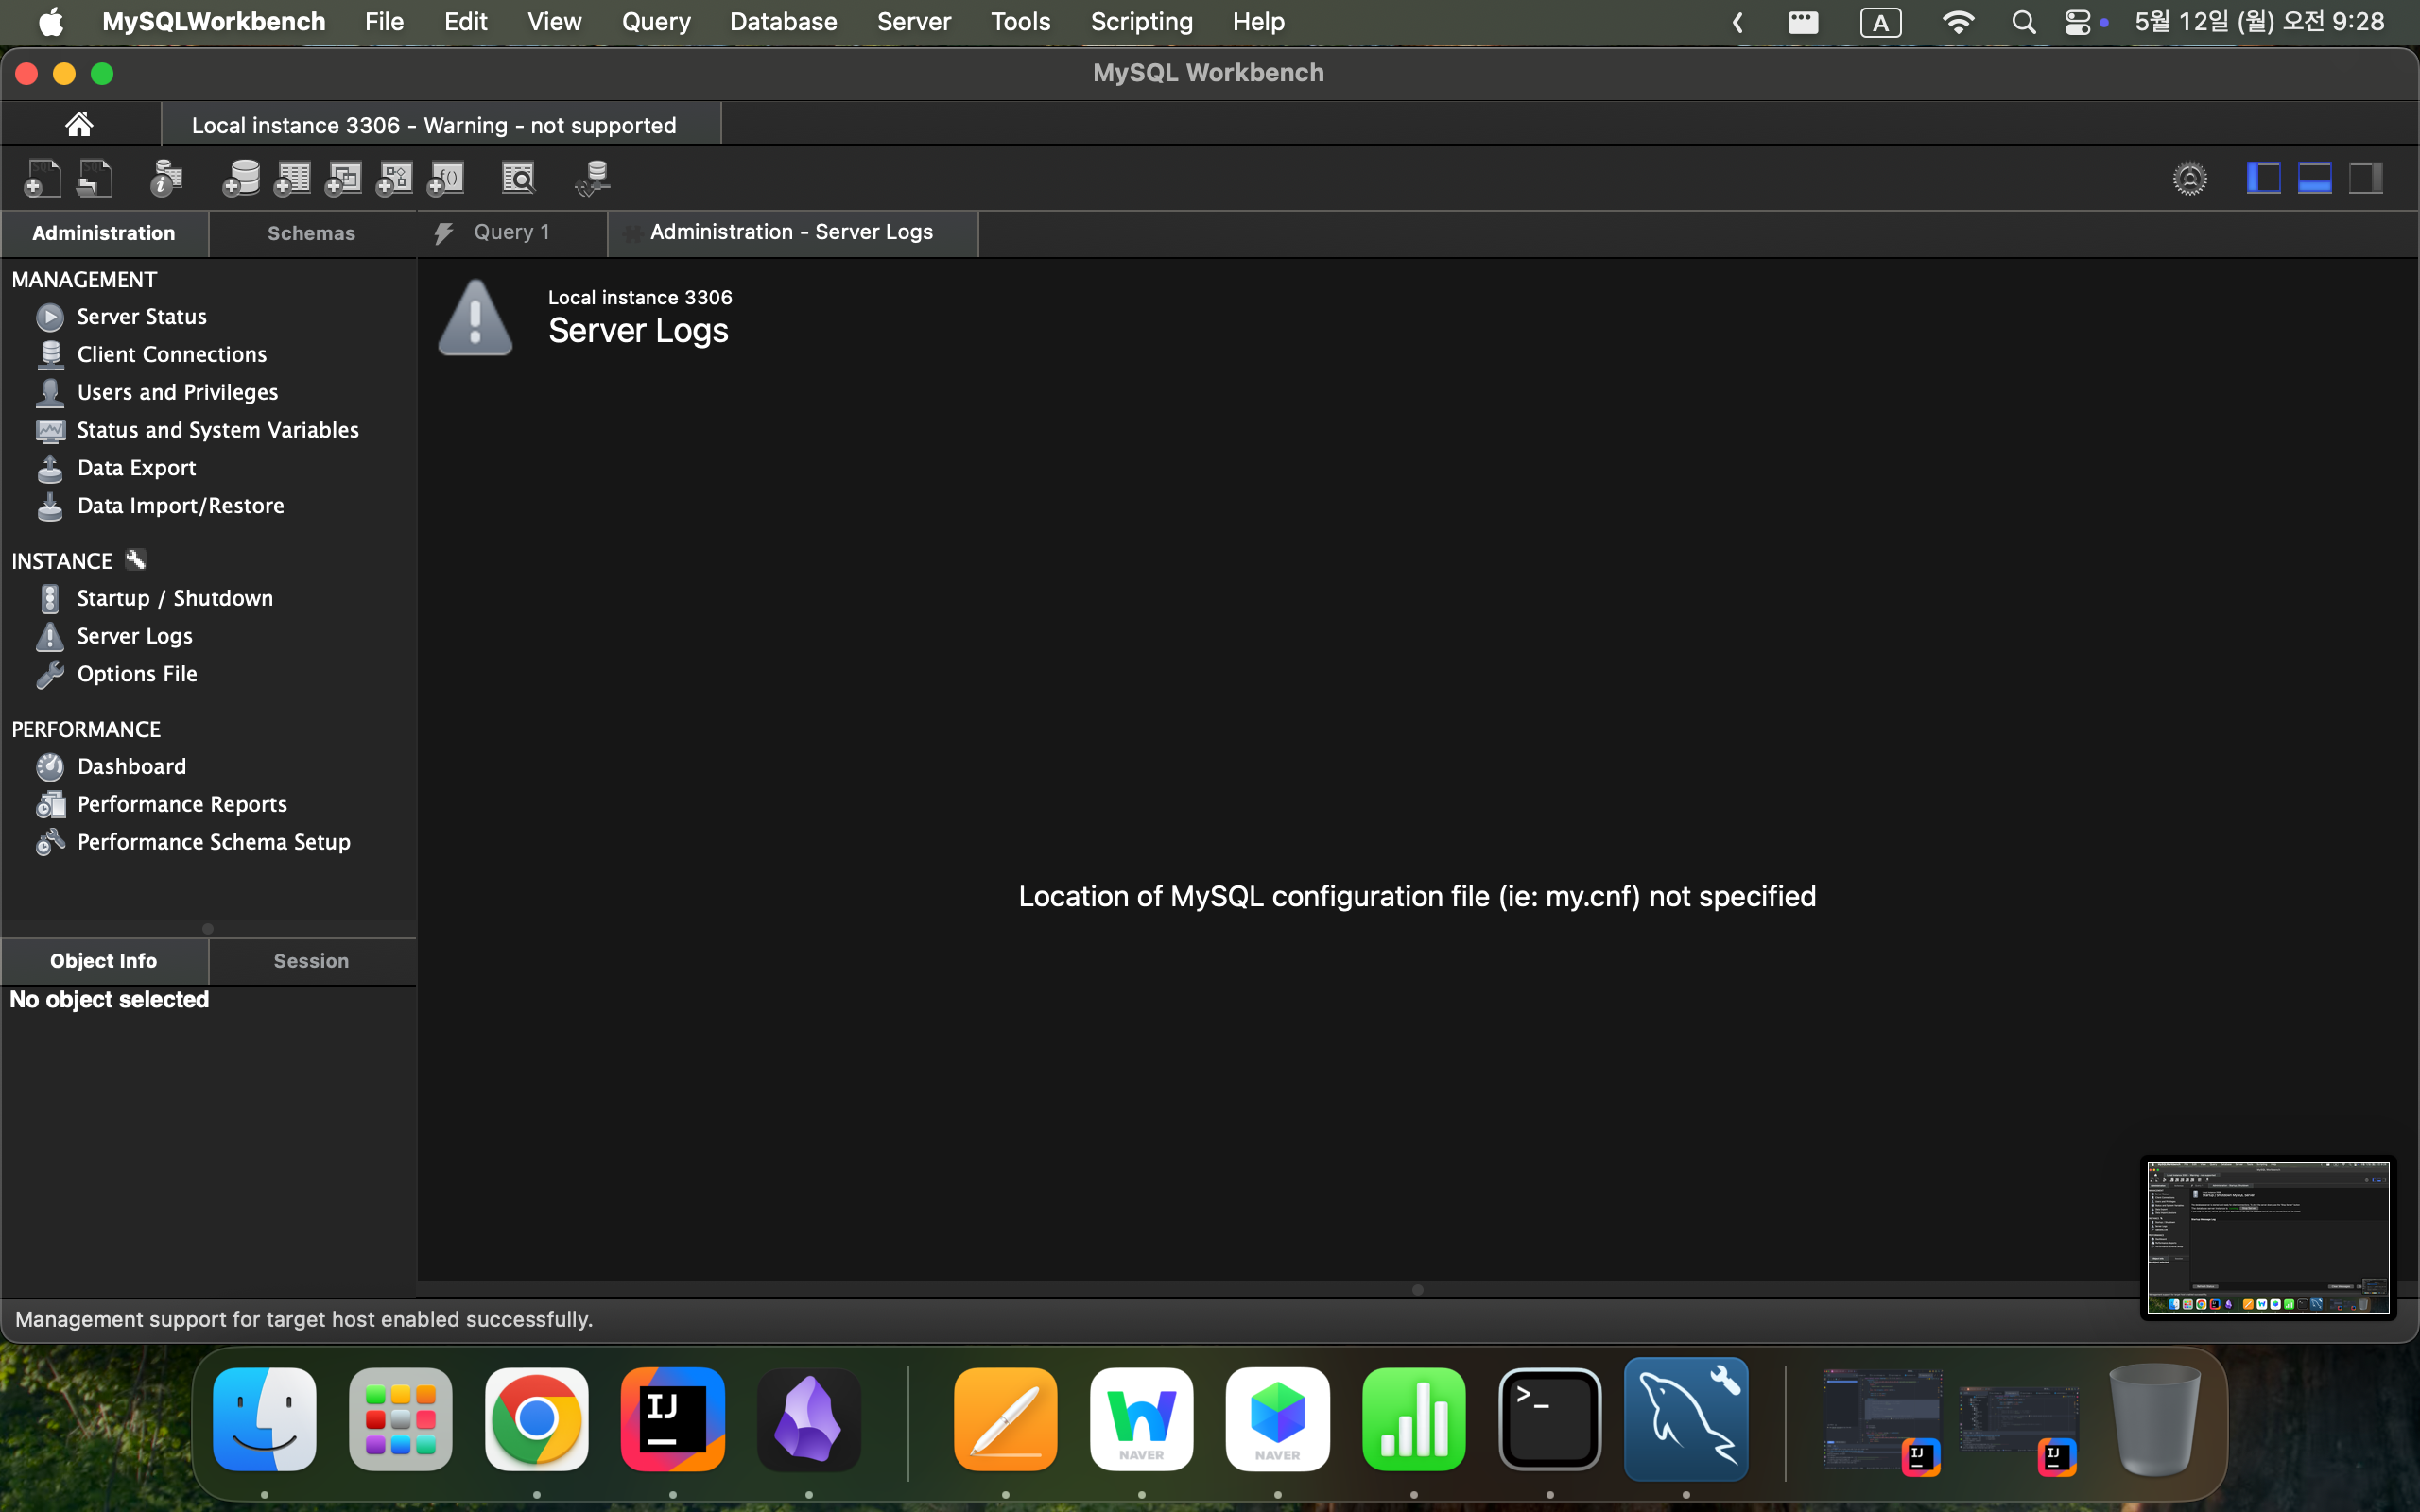 MySQLWorkbench File Edit View Query Database Server Tools Scripting Help A 5월 12일 (월) 오전 9:28
MySQL Workbench
Local instance 3306 - Warning - not supported
Administration Schemas Query 1 Administration - Server Logs
MANAGEMENT
Server Status
Client Connections
Users and Privileges
Status and System Variables
Data Export
Data Import/Restore
INSTANCE
Startup / Shutdown
Server Logs
Options File
PERFORMANCE
Dashboard
Performance Reports
Performance Schema Setup
Local instance 3306
Server Logs
Location of MySQL configuration file (ie: my.cnf) not specified
Object Info Session
No object selected
Management support for target host enabled successfully.
IJ
NAVER
NAVER
>_
IJ
IJ